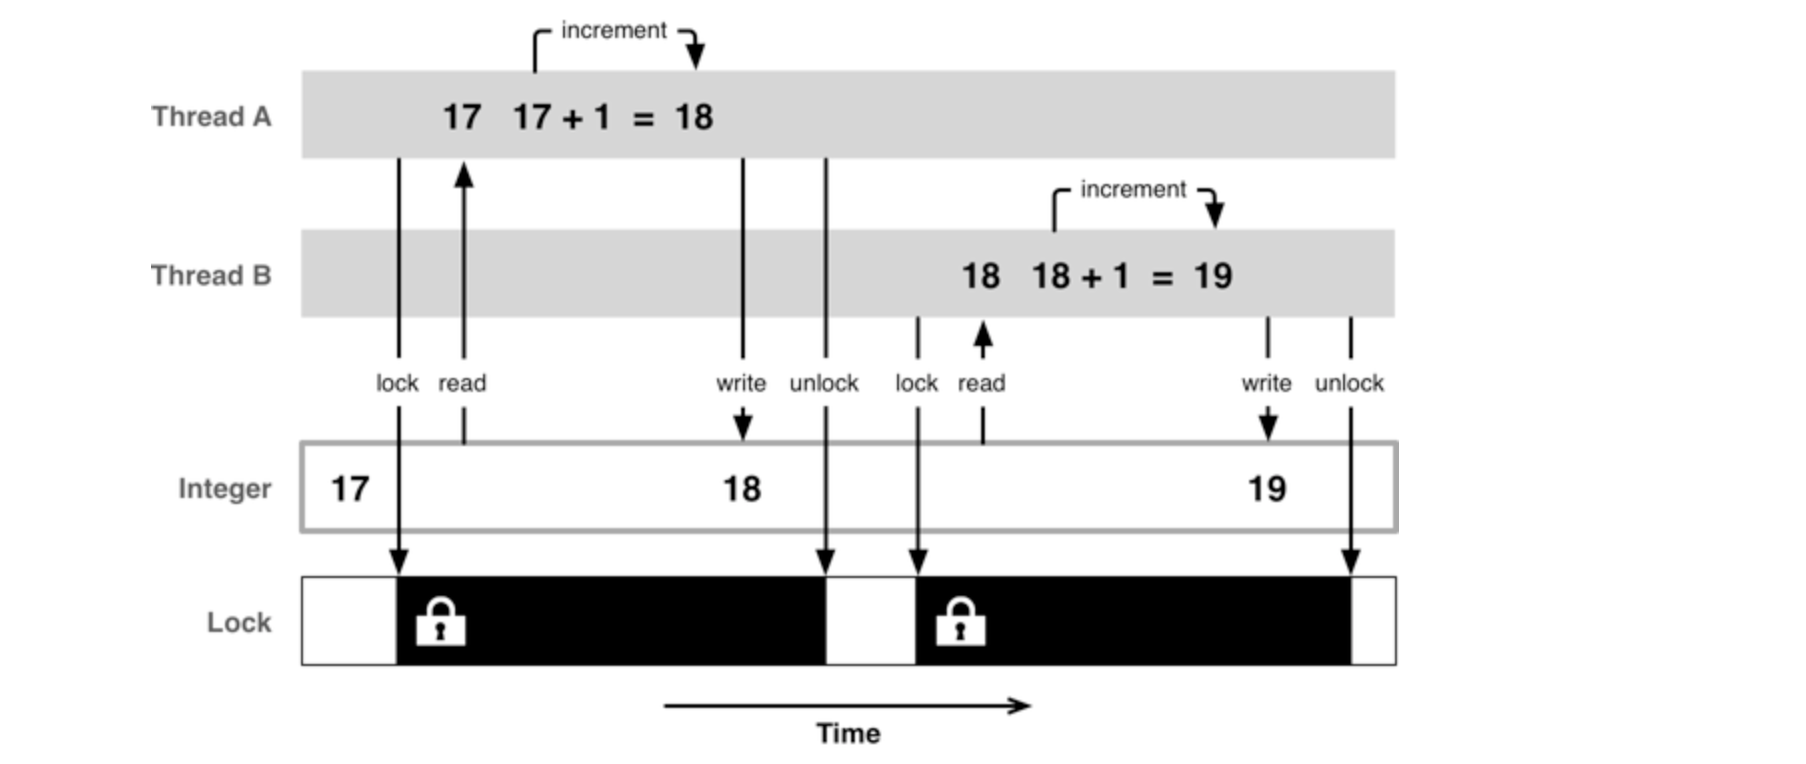 increment
Thread A 17 17 + 1 = 18
increment
Thread B 18 18 + 1 = 19
lock read write unlock lock read write unlock
Integer 17 18 19
Lock
Time